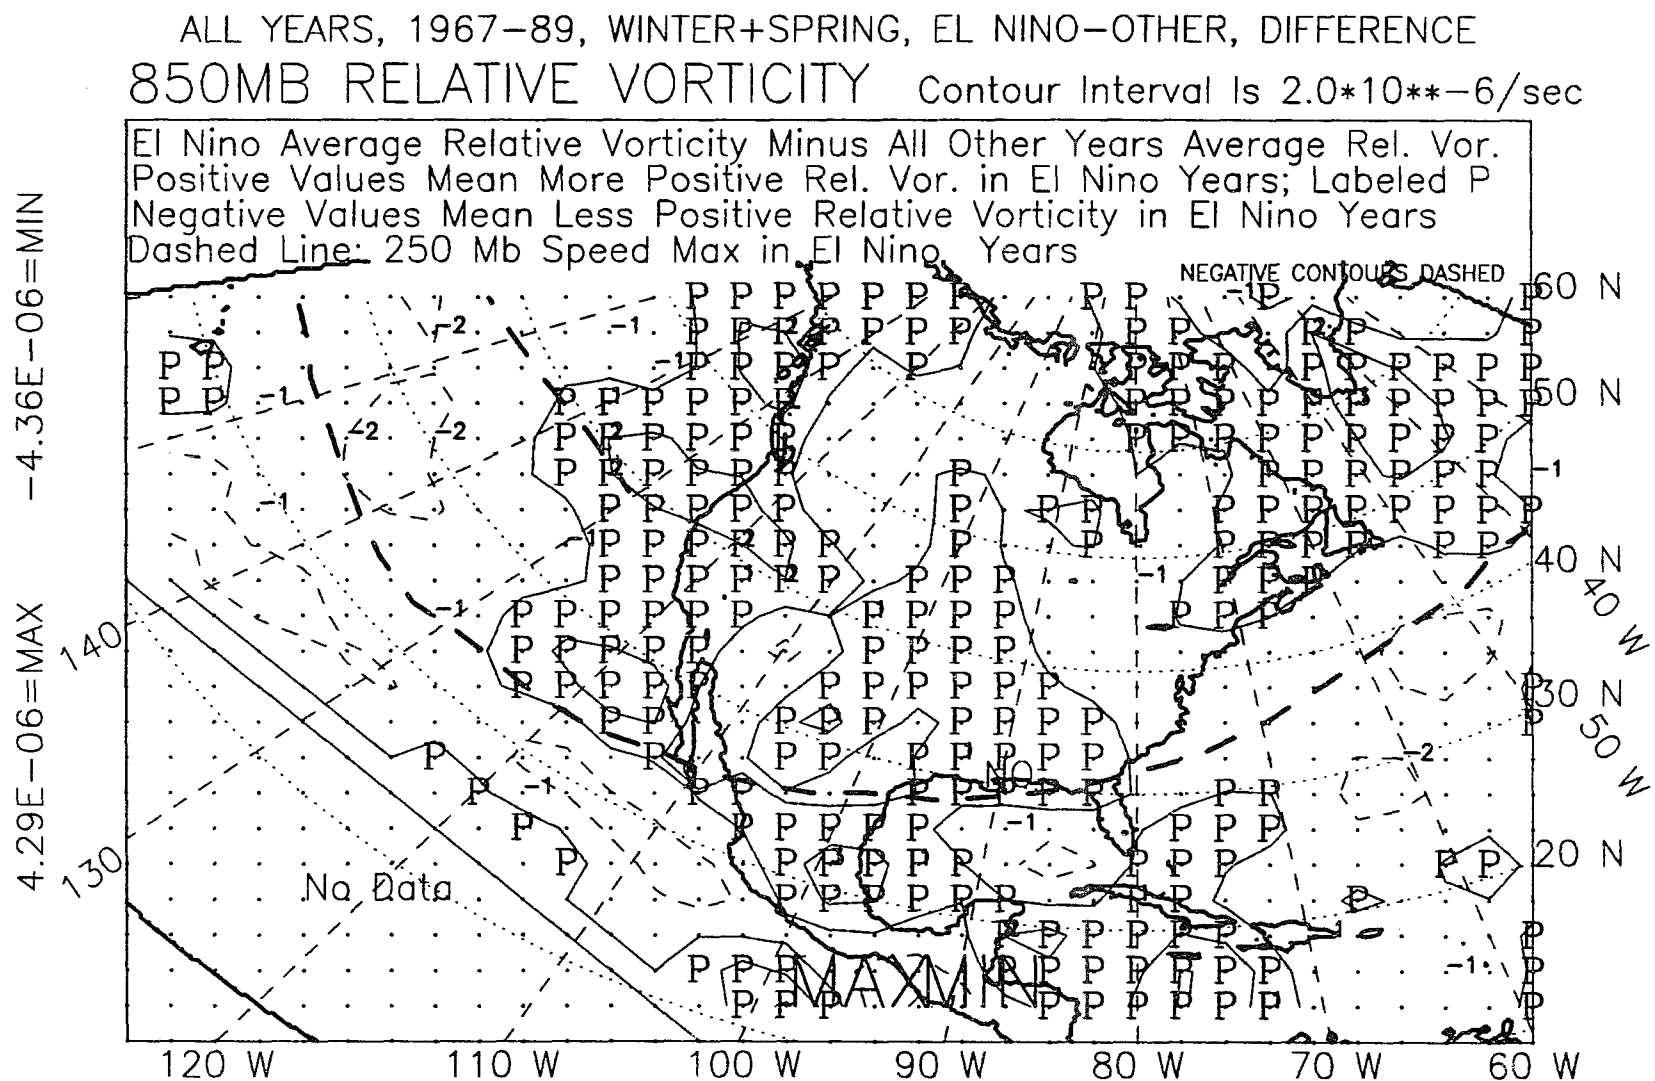 ALL YEARS, 1967-89, WINTER+SPRING, EL NINO-OTHER, DIFFERENCE
850MB RELATIVE VORTICITY Contour Interval Is 2.0*10**-6/sec
El Nino Average Relative Vorticity Minus All Other Years Average Rel. Vor.
Positive Values Mean More Positive Rel. Vor. in El Nino Years; Labeled P
Negative Values Mean Less Positive Relative Vorticity in El Nino Years
Dashed Line: 250 Mb Speed Max in El Nino Years
NEGATIVE CONTOURS DASHED
-4.36E-06=MIN
4.29E-06=MAX
60 N
50 N
40 N
30 N
20 N
40 W
50 W
140
130
No Data
NO
MAXMIN
120 W 110 W 100 W 90 W 80 W 70 W 60 W